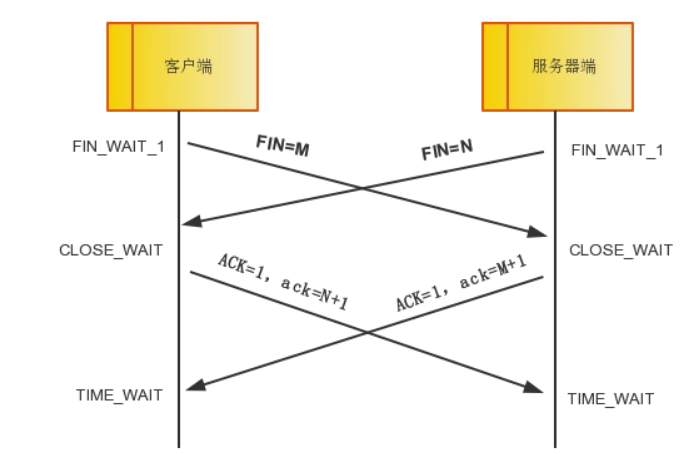 客户端
服务器端
FIN_WAIT_1
FIN=M
FIN=N
FIN_WAIT_1
CLOSE_WAIT
CLOSE_WAIT
ACK=1, ack=N+1
ACK=1, ack=M+1
TIME_WAIT
TIME_WAIT